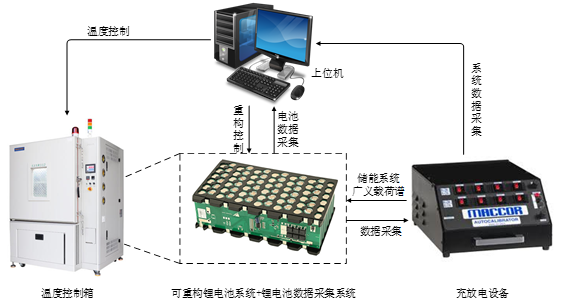 温度控制
上位机
重构控制
电池数据采集
系统数据采集
储能系统
广义载荷谱
数据采集
MACCOR
AUTOCALIBRATOR
温度控制箱
可重构锂电池系统+锂电池数据采集系统
充放电设备